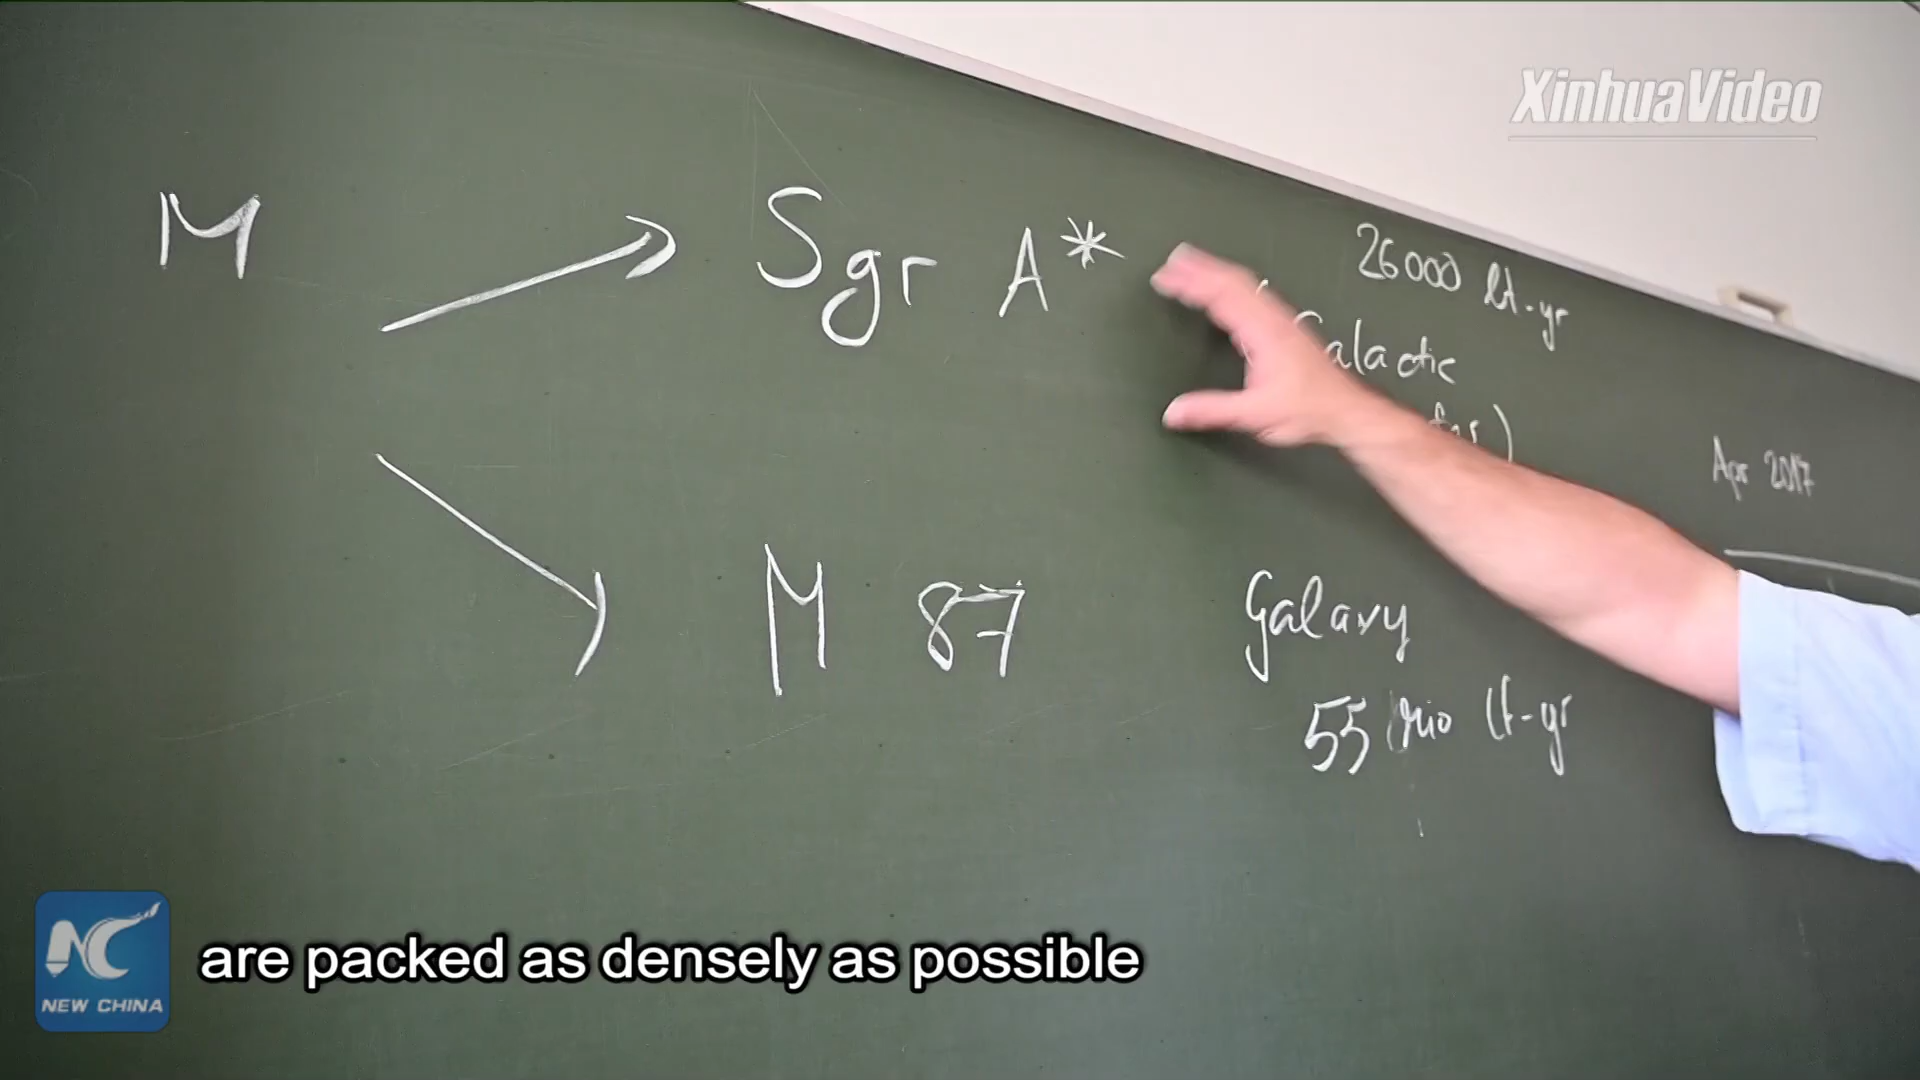 XinhuaVideo
M
Sgr A*
26000 lt-yr
Galactic
Apr 2017
M 87
Galaxy
55 Mio lt-yr
NEW CHINA
are packed as densely as possible